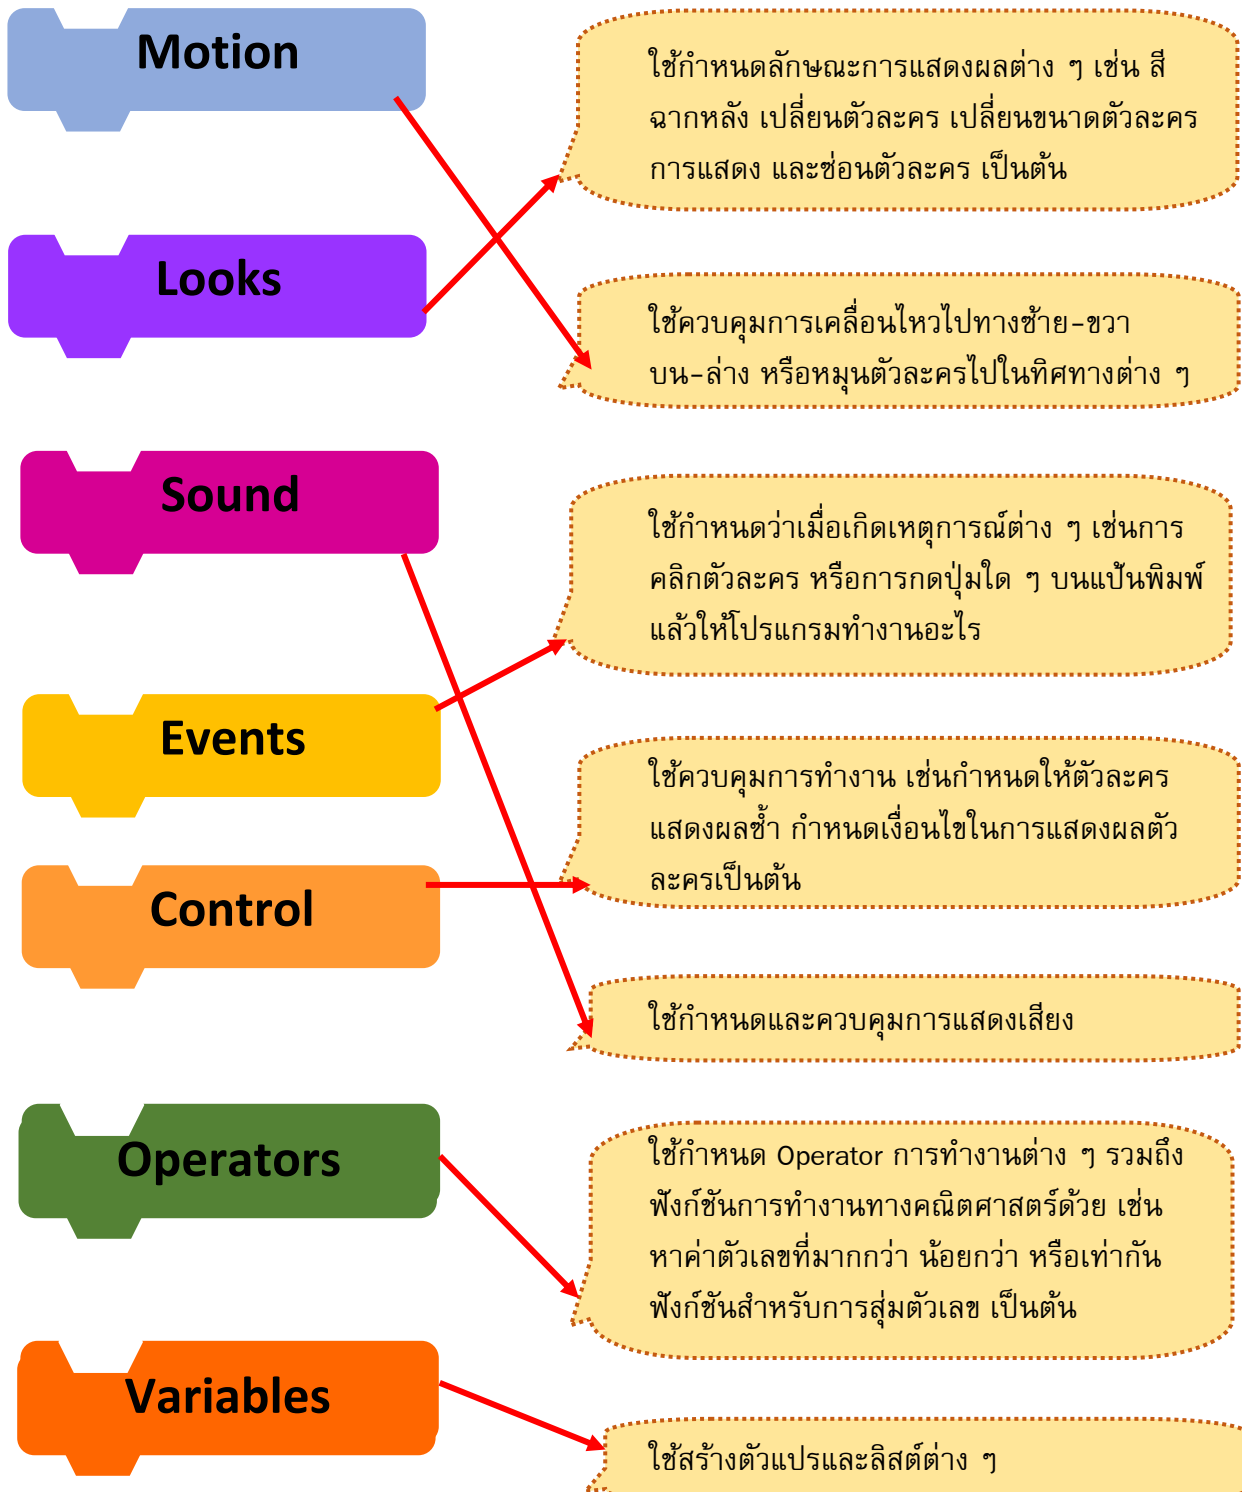 Motion
ใช้กำหนดลักษณะการแสดงผลต่าง ๆ เช่น สี
ฉากหลัง เปลี่ยนตัวละคร เปลี่ยนขนาดตัวละคร
การแสดง และซ่อนตัวละคร เป็นต้น
Looks
ใช้ควบคุมการเคลื่อนไหวไปทางซ้าย-ขวา
บน-ล่าง หรือหมุนตัวละครไปในทิศทางต่าง ๆ
Sound
ใช้กำหนดว่าเมื่อเกิดเหตุการณ์ต่าง ๆ เช่นการ
คลิกตัวละคร หรือการกดปุ่มใด ๆ บนแป้นพิมพ์
แล้วให้โปรแกรมทำงานอะไร
Events
ใช้ควบคุมการทำงาน เช่นกำหนดให้ตัวละคร
แสดงผลซ้ำ กำหนดเงื่อนไขในการแสดงผลตัว
ละครเป็นต้น
Control
ใช้กำหนดและควบคุมการแสดงเสียง
Operators
ใช้กำหนด Operator การทำงานต่าง ๆ รวมถึง
ฟังก์ชันการทำงานทางคณิตศาสตร์ด้วย เช่น
หาค่าตัวเลขที่มากกว่า น้อยกว่า หรือเท่ากัน
ฟังก์ชันสำหรับการสุ่มตัวเลข เป็นต้น
Variables
ใช้สร้างตัวแปรและลิสต์ต่าง ๆ